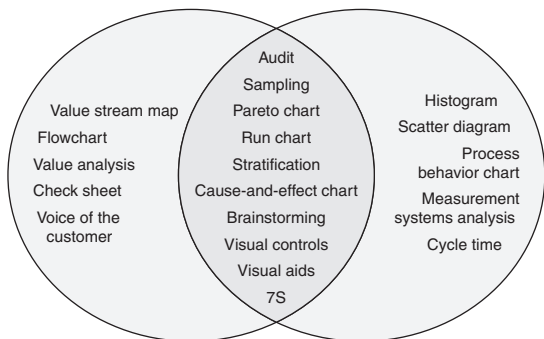 Value stream map
Flowchart
Value analysis
Check sheet
Voice of the
customer
Audit
Sampling
Pareto chart
Run chart
Stratification
Cause-and-effect chart
Brainstorming
Visual controls
Visual aids
7S
Histogram
Scatter diagram
Process
behavior chart
Measurement
systems analysis
Cycle time